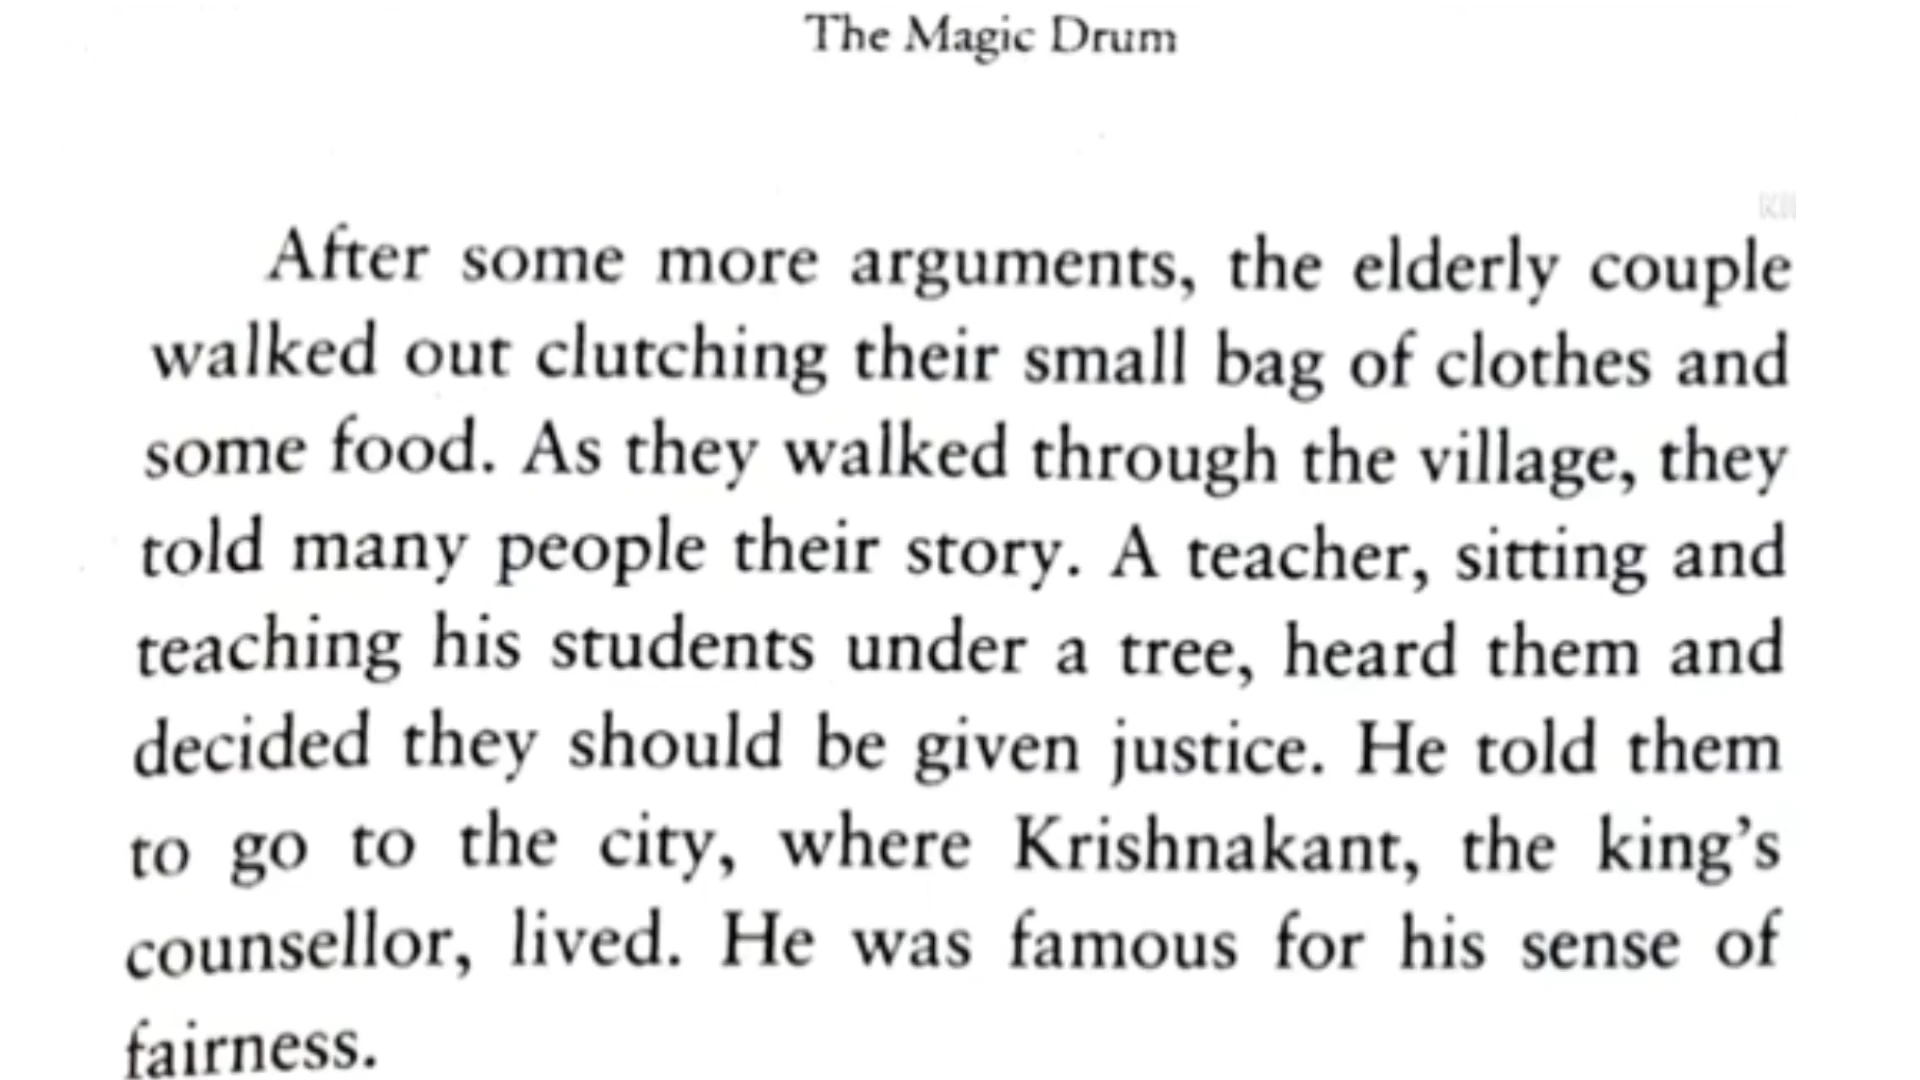 The Magic Drum
After some more arguments, the elderly couple
walked out clutching their small bag of clothes and
some food. As they walked through the village, they
told many people their story. A teacher, sitting and
teaching his students under a tree, heard them and
decided they should be given justice. He told them
to go to the city, where Krishnakant, the king's
counsellor, lived. He was famous for his sense of
fairness.